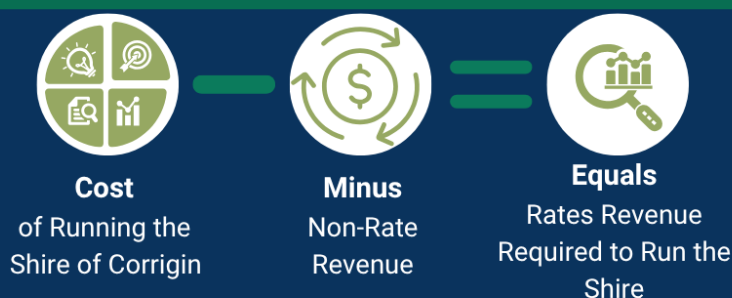 Cost
of Running the
Shire of Corrigin
Minus
Non-Rate
Revenue
Equals
Rates Revenue
Required to Run the
Shire